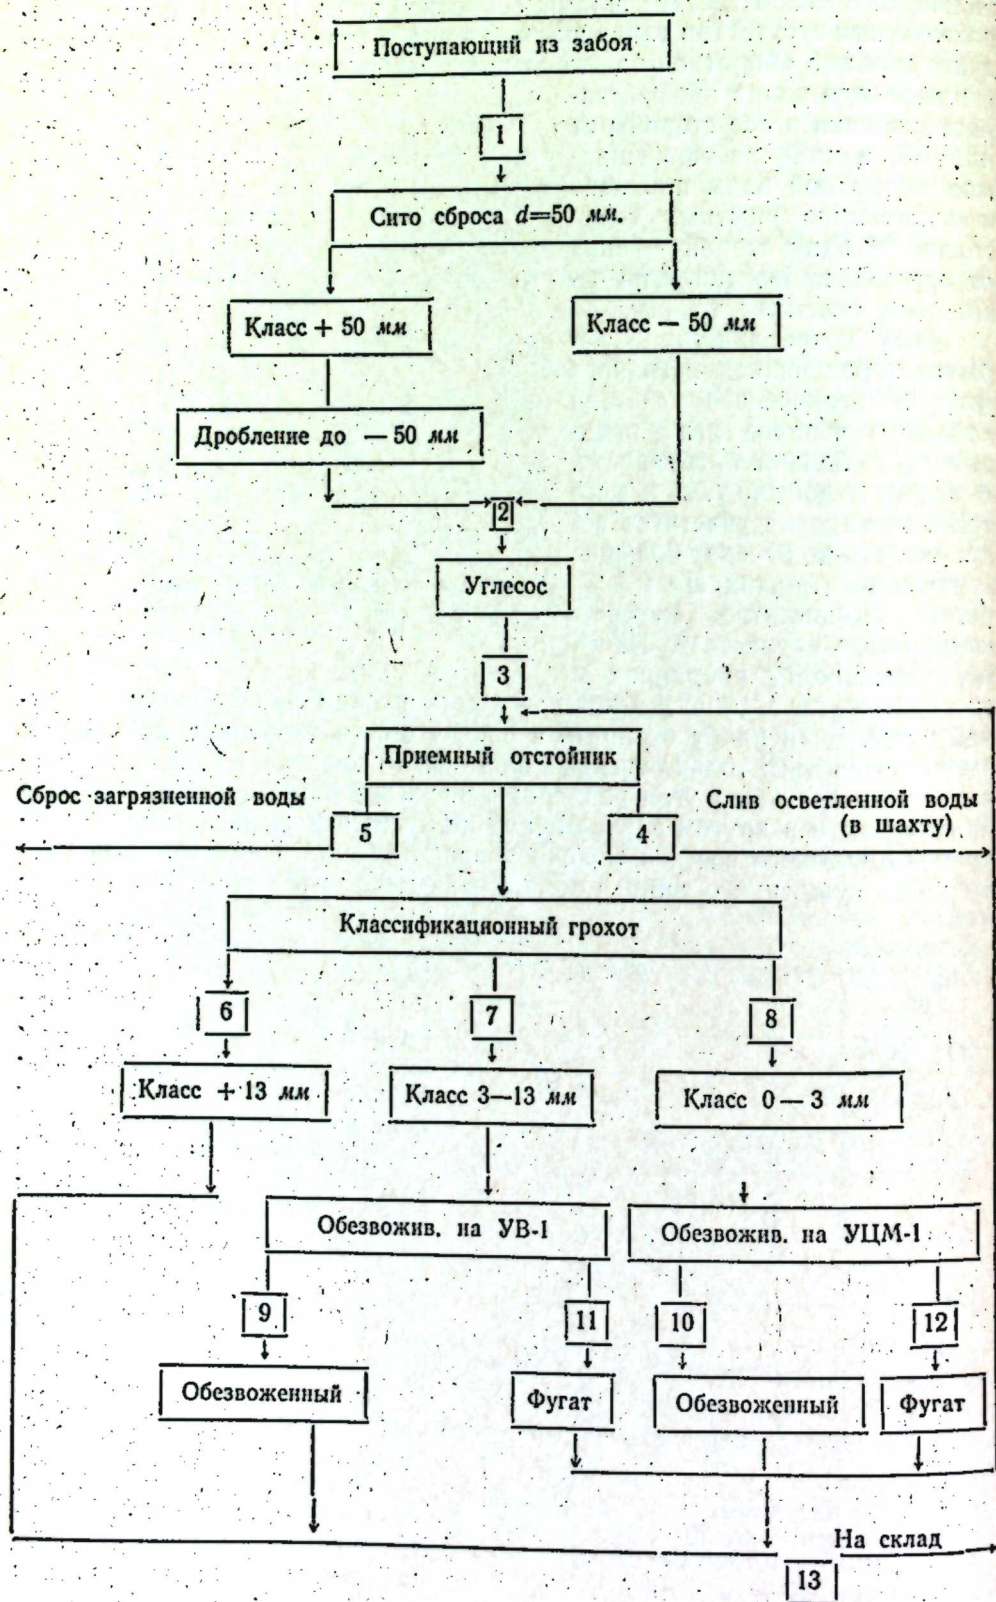 Поступающий из забоя
1
Сито сброса d=50 мм.
Класс + 50 мм
Класс — 50 мм
Дробление до — 50 мм
2
Углесос
3
Приемный отстойник
Сброс загрязненной воды
Слив осветленной воды
(в шахту)
5
4
Классификационный грохот
6
7
8
Класс + 13 мм
Класс 3—13 мм
Класс 0 — 3 мм
Обезвожив. на УВ-1
Обезвожив. на УЦМ-1
9
11
10
12
Обезвоженный
Фугат
Обезвоженный
Фугат
На склад
13